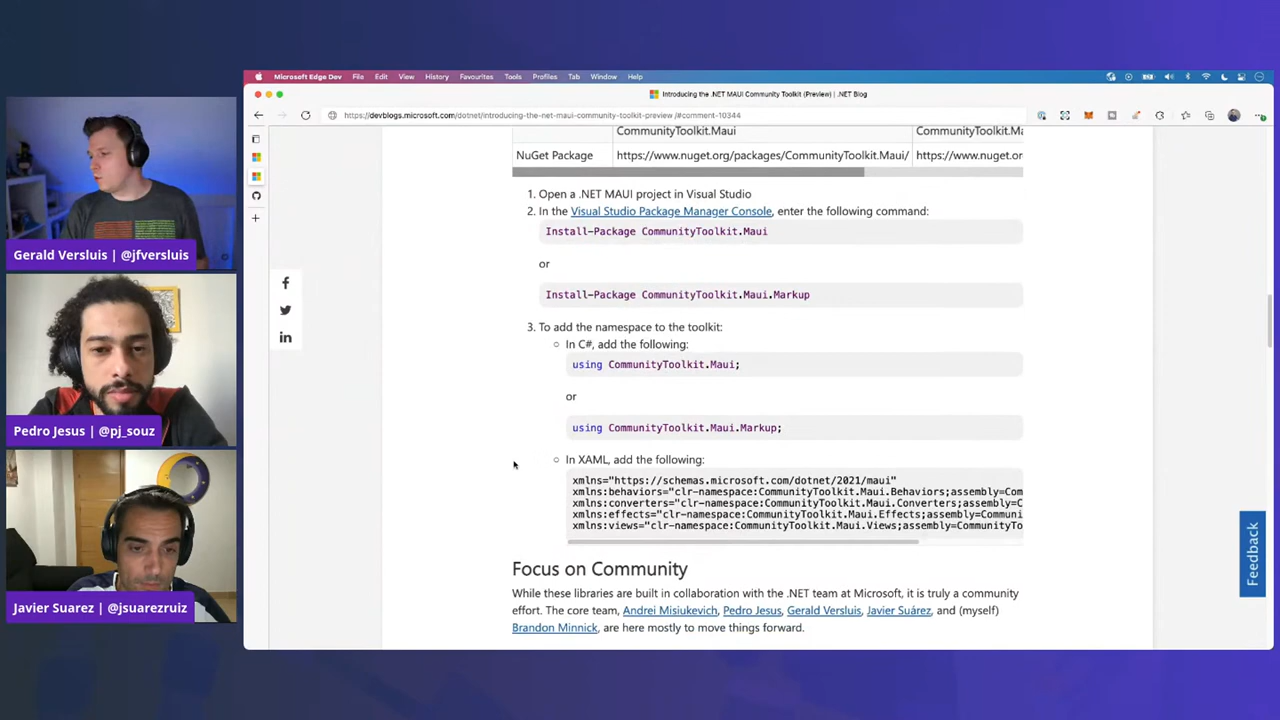 Microsoft Edge Dev File Edit View History Favourites Tools Profiles Tab Window Help
Introducing the .NET MAUI Community Toolkit (Preview) | .NET Blog
https://devblogs.microsoft.com/dotnet/introducing-the-net-maui-community-toolkit-preview/#comment-10344
CommunityToolkit.Maui CommunityToolkit.Ma
NuGet Package https://www.nuget.org/packages/CommunityToolkit.Maui/ https://www.nuget.or
1. Open a .NET MAUI project in Visual Studio
2. In the Visual Studio Package Manager Console, enter the following command:
Install-Package CommunityToolkit.Maui
or
Install-Package CommunityToolkit.Maui.Markup
3. To add the namespace to the toolkit:
In C#, add the following:
using CommunityToolkit.Maui;
or
using CommunityToolkit.Maui.Markup;
In XAML, add the following:
xmlns="https://schemas.microsoft.com/dotnet/2021/maui"
xmlns:behaviors="clr-namespace:CommunityToolkit.Maui.Behaviors;assembly=Com
xmlns:converters="clr-namespace:CommunityToolkit.Maui.Converters;assembly=C
xmlns:effects="clr-namespace:CommunityToolkit.Maui.Effects;assembly=Communi
xmlns:views="clr-namespace:CommunityToolkit.Maui.Views;assembly=CommunityTo
Focus on Community
While these libraries are built in collaboration with the .NET team at Microsoft, it is truly a community
effort. The core team, Andrei Misiukevich, Pedro Jesus, Gerald Versluis, Javier Suárez, and (myself)
Brandon Minnick, are here mostly to move things forward.
Feedback
Gerald Versluis | @jfversluis
Pedro Jesus | @pj_souz
Javier Suarez | @jsuarezruiz